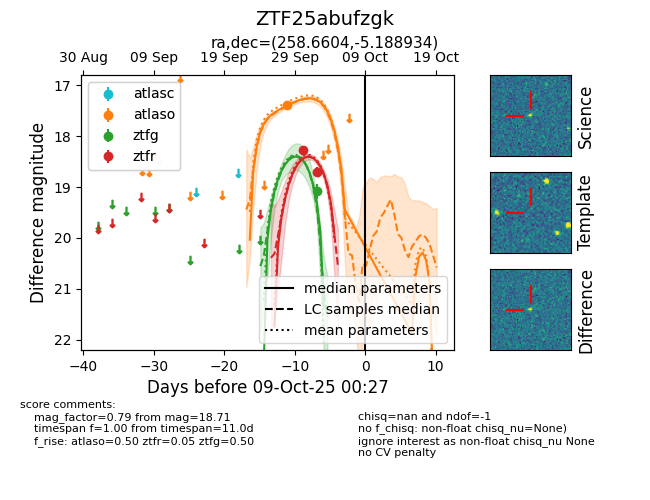 ZTF25abufzgk
ra,dec=(258.6604,-5.188934)
30 Aug 09 Sep 19 Sep 29 Sep 09 Oct 19 Oct
17
18
19
20
21
22
Difference magnitude
atlasc
atlaso
ztfg
ztfr
median parameters
LC samples median
mean parameters
−40 −30 −20 −10 0 10
Days before 09-Oct-25 00:27
Science
Template
Difference
score comments:
mag_factor=0.79 from mag=18.71
timespan f=1.00 from timespan=11.0d
f_rise: atlaso=0.50 ztfr=0.05 ztfg=0.50
chisq=nan and ndof=-1
no f_chisq: non-float chisq_nu=None)
ignore interest as non-float chisq_nu None
no CV penalty